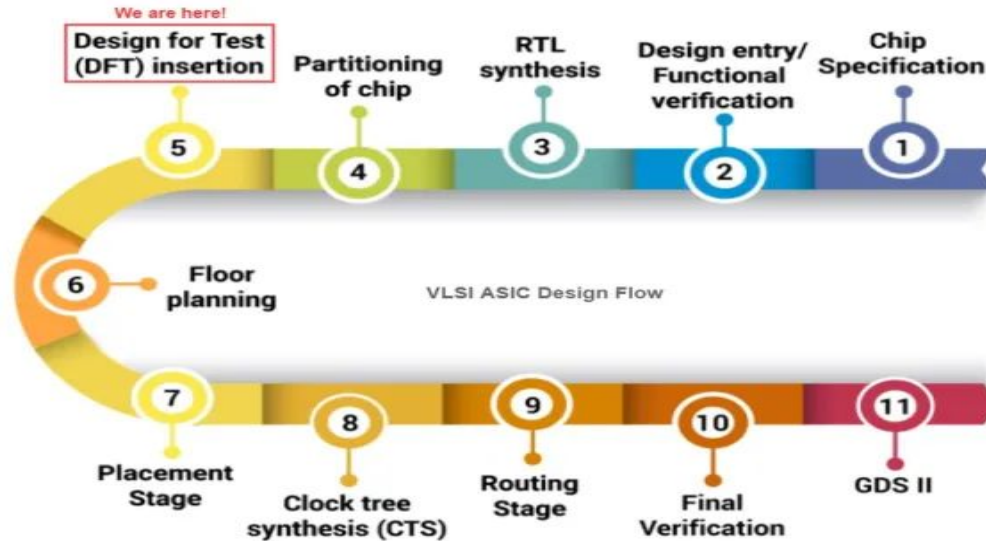 We are here!
Design for Test
(DFT) insertion
Partitioning
of chip
RTL
synthesis
Design entry/
Functional
verification
Chip
Specification
5
4
3
2
1
6
Floor
planning
VLSI ASIC Design Flow
7
8
9
10
11
Placement
Stage
Clock tree
synthesis (CTS)
Routing
Stage
Final
Verification
GDS II